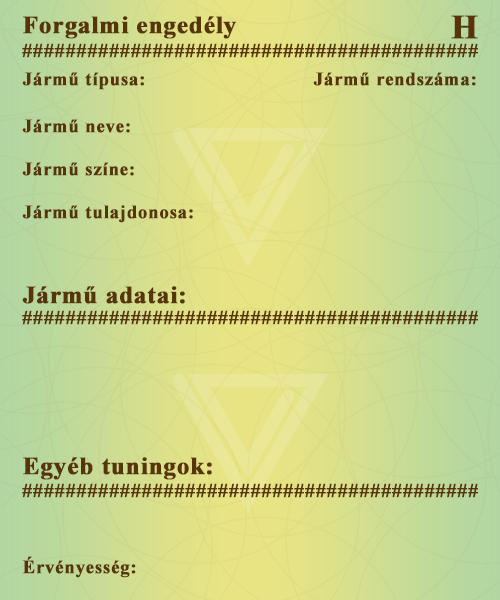 Forgalmi engedély H
##########################################
Jármű típusa: Jármű rendszáma:
Jármű neve:
Jármű színe:
Jármű tulajdonosa:
Jármű adatai:
##########################################
Egyéb tuningok:
##########################################
Érvényesség: